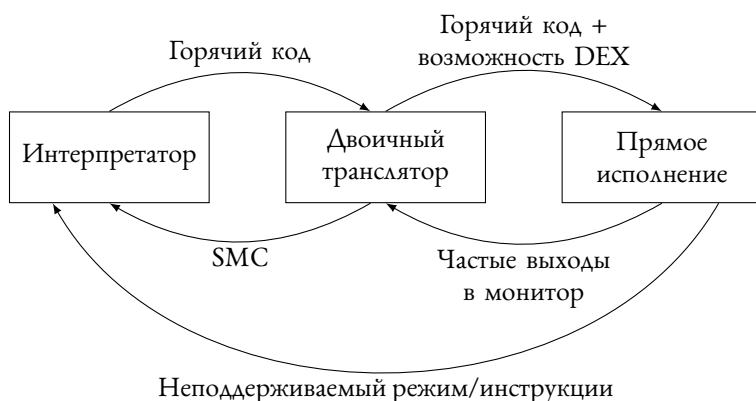 Горячий код
Горячий код +
возможность DEX
Интерпретатор
Двоичный
транслятор
Прямое
исполнение
SMC
Частые выходы
в монитор
Неподдерживаемый режим/инструкции